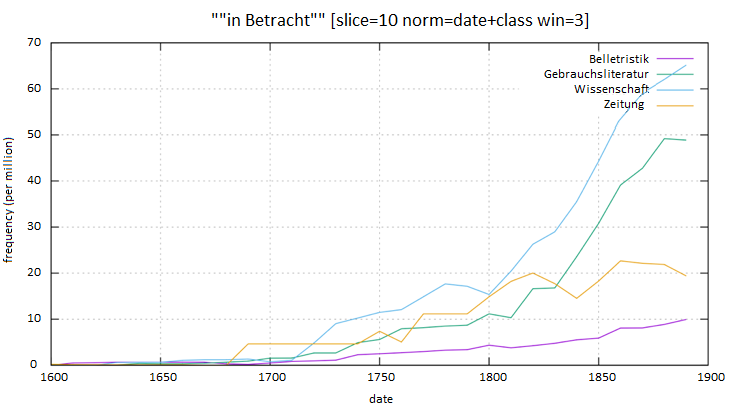 ""in Betracht"" [slice=10 norm=date+class win=3]
frequency (per million)
70
60
50
40
30
20
10
0
Belletristik
Gebrauchsliteratur
Wissenschaft
Zeitung
1600
1650
1700
1750
1800
1850
1900
date